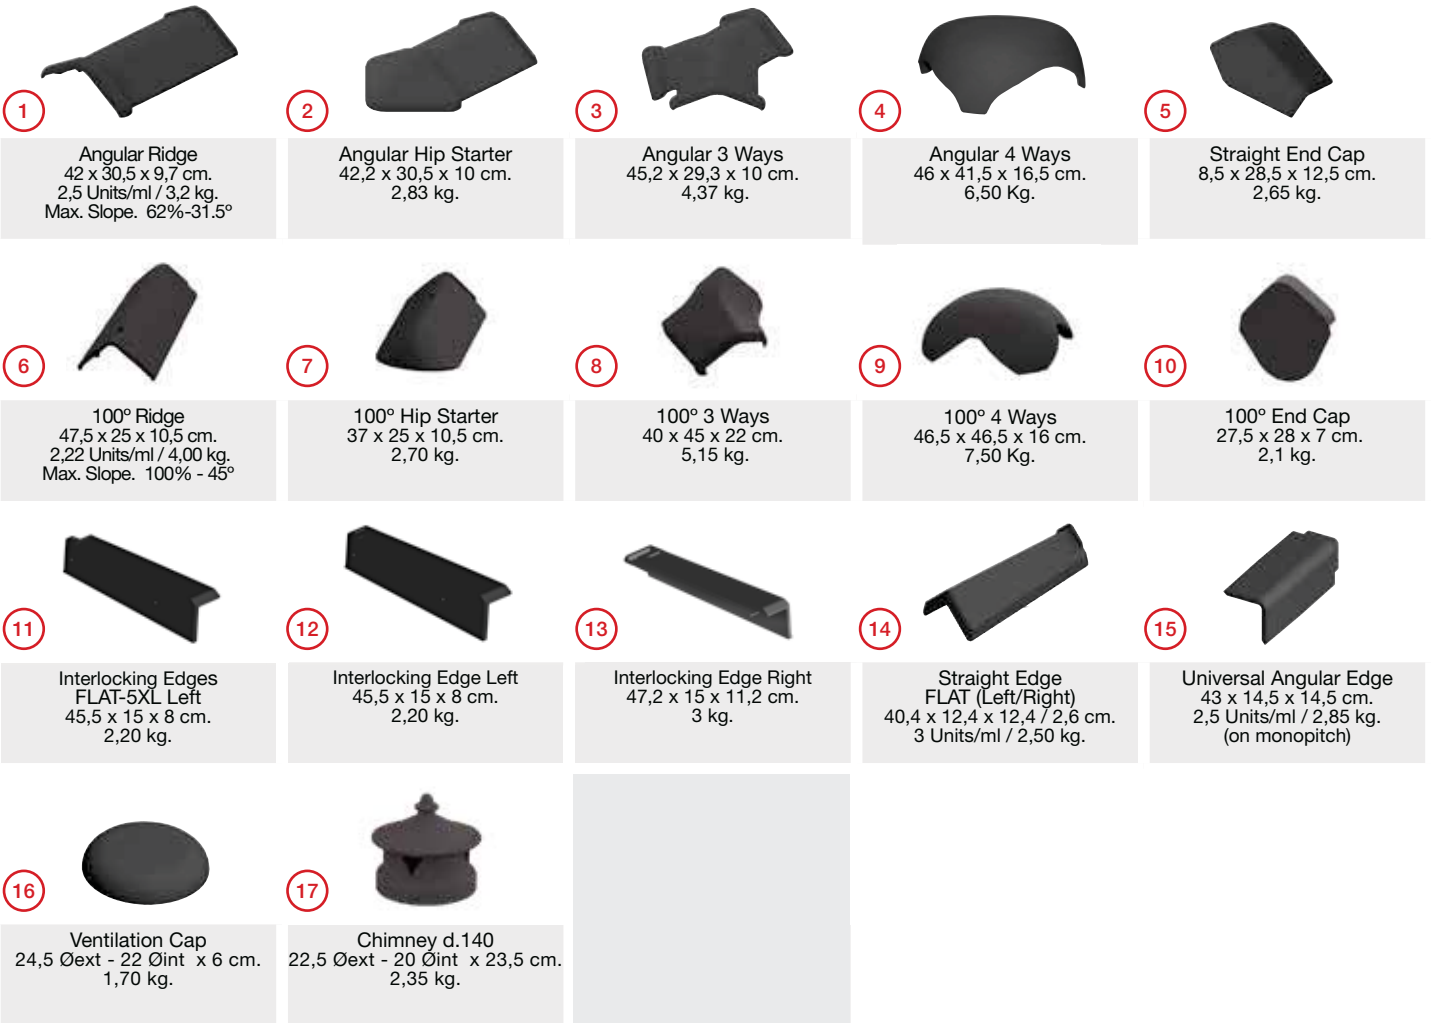 1
Angular Ridge
42 x 30,5 x 9,7 cm.
2,5 Units/ml / 3,2 kg.
Max. Slope. 62%-31.5º
2
Angular Hip Starter
42,2 x 30,5 x 10 cm.
2,83 kg.
3
Angular 3 Ways
45,2 x 29,3 x 10 cm.
4,37 kg.
4
Angular 4 Ways
46 x 41,5 x 16,5 cm.
6,50 Kg.
5
Straight End Cap
8,5 x 28,5 x 12,5 cm.
2,65 kg.
6
100º Ridge
47,5 x 25 x 10,5 cm.
2,22 Units/ml / 4,00 kg.
Max. Slope. 100% - 45º
7
100º Hip Starter
37 x 25 x 10,5 cm.
2,70 kg.
8
100º 3 Ways
40 x 45 x 22 cm.
5,15 kg.
9
100º 4 Ways
46,5 x 46,5 x 16 cm.
7,50 Kg.
10
100º End Cap
27,5 x 28 x 7 cm.
2,1 kg.
11
Interlocking Edges
FLAT-5XL Left
45,5 x 15 x 8 cm.
2,20 kg.
12
Interlocking Edge Left
45,5 x 15 x 8 cm.
2,20 kg.
13
Interlocking Edge Right
47,2 x 15 x 11,2 cm.
3 kg.
14
Straight Edge
FLAT (Left/Right)
40,4 x 12,4 x 12,4 / 2,6 cm.
3 Units/ml / 2,50 kg.
15
Universal Angular Edge
43 x 14,5 x 14,5 cm.
2,5 Units/ml / 2,85 kg.
(on monopitch)
16
Ventilation Cap
24,5 Øext - 22 Øint x 6 cm.
1,70 kg.
17
Chimney d.140
22,5 Øext - 20 Øint x 23,5 cm.
2,35 kg.